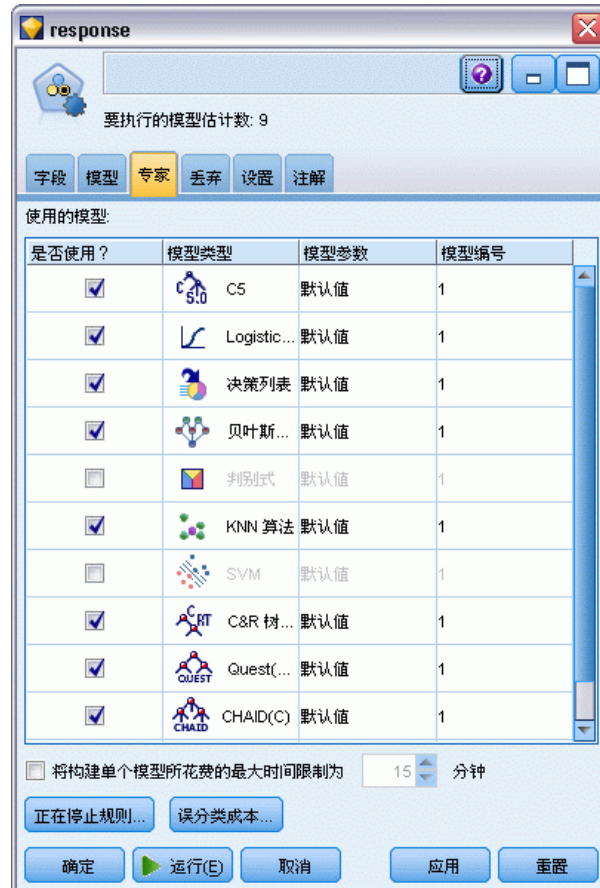 response
要执行的模型估计数: 9
字段 模型 专家 丢弃 设置 注解
使用的模型:
是否使用？ 模型类型 模型参数 模型编号
C5.0 C5 默认值 1
Logistic... 默认值 1
决策列表 默认值 1
贝叶斯... 默认值 1
判别式 默认值 1
KNN 算法 默认值 1
SVM 默认值 1
C&RT C&R 树... 默认值 1
QUEST Quest(... 默认值 1
CHAID CHAID(C) 默认值 1
将构建单个模型所花费的最大时间限制为 15 分钟
正在停止规则... 误分类成本...
确定 运行(E) 取消 应用 重置